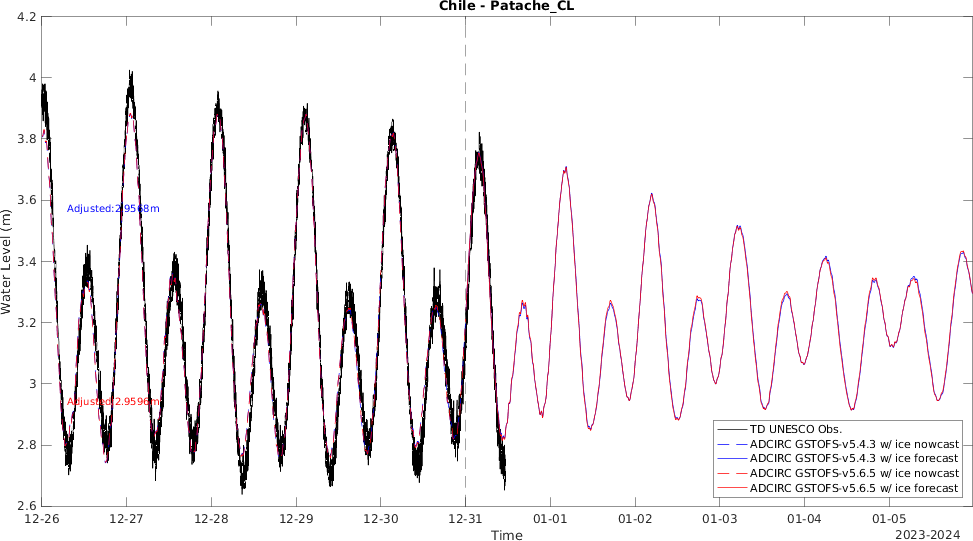 Chile - Patache_CL
4.2
4
3.8
3.6
3.4
3.2
3
2.8
2.6
Water Level (m)
Adjusted:2.9568m
Adjusted:2.9596m
TD UNESCO Obs.
ADCIRC GSTOFS-v5.4.3 w/ ice nowcast
ADCIRC GSTOFS-v5.4.3 w/ ice forecast
ADCIRC GSTOFS-v5.6.5 w/ ice nowcast
ADCIRC GSTOFS-v5.6.5 w/ ice forecast
12-26 12-27 12-28 12-29 12-30 12-31 01-01 01-02 01-03 01-04 01-05
Time
2023-2024